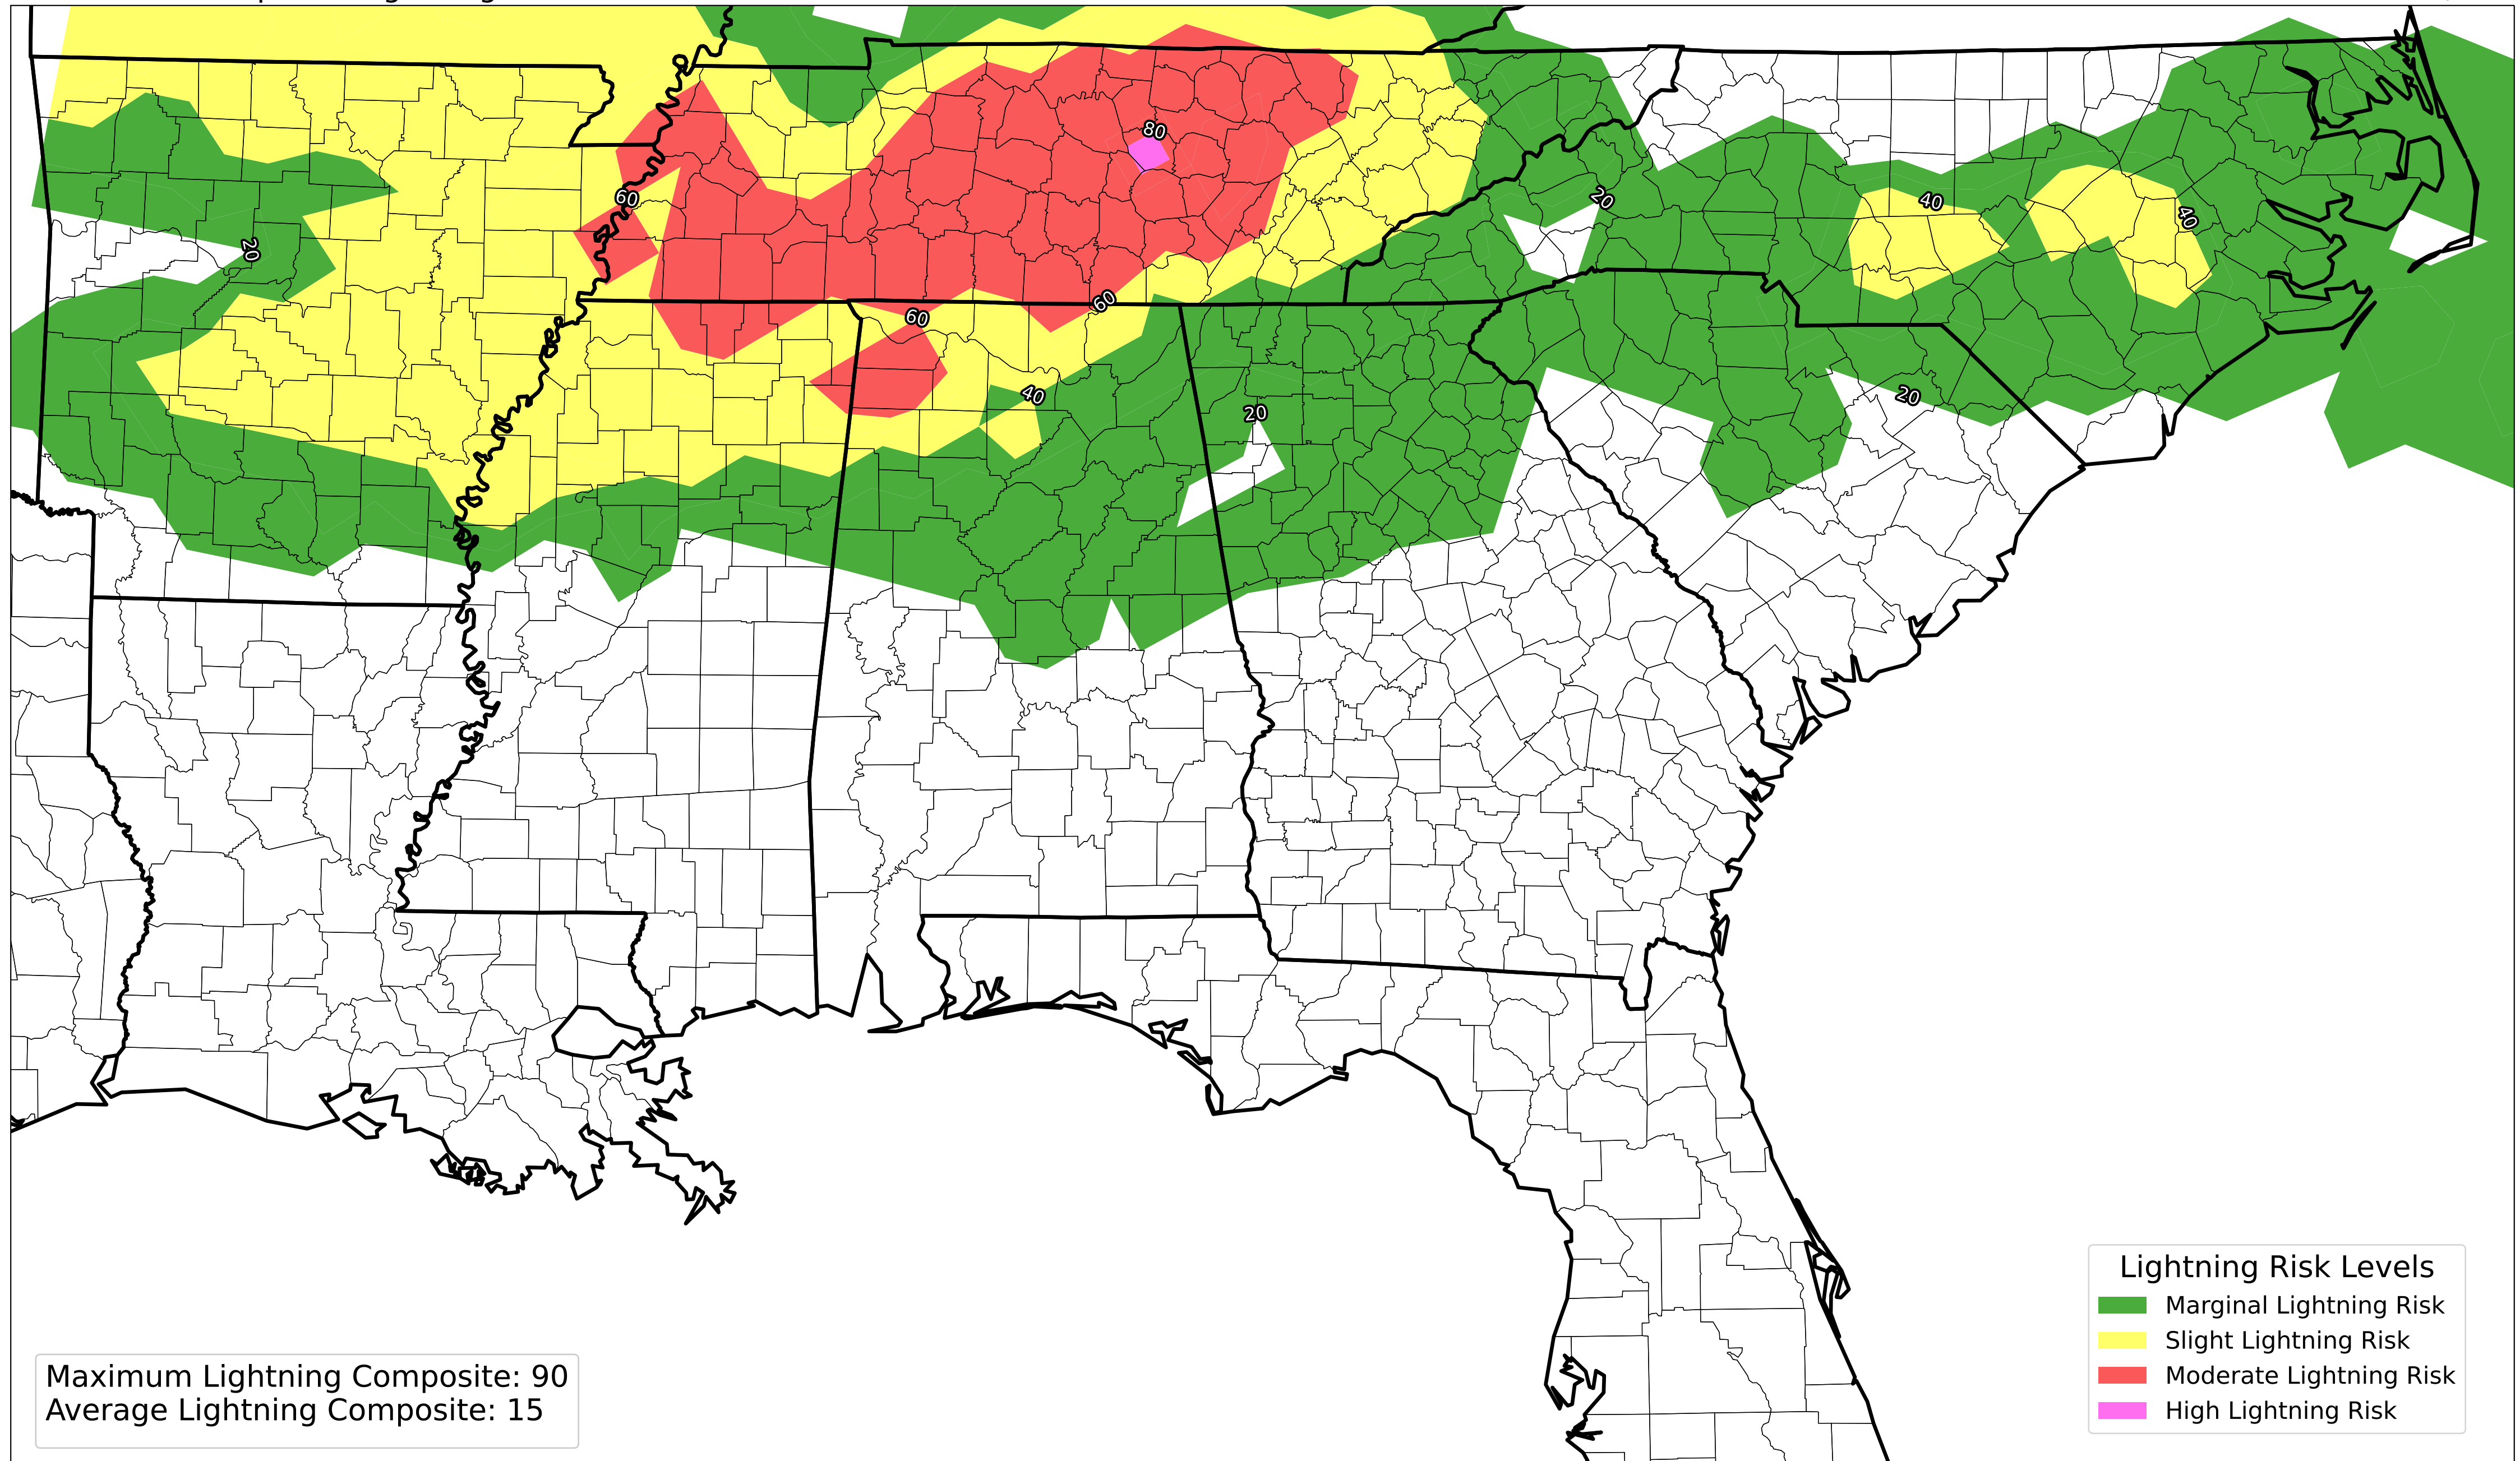 80
60
20
20
40
40
60
60
40
20
20
Lightning Risk Levels
Marginal Lightning Risk
Slight Lightning Risk
Moderate Lightning Risk
High Lightning Risk
Maximum Lightning Composite: 90
Average Lightning Composite: 15